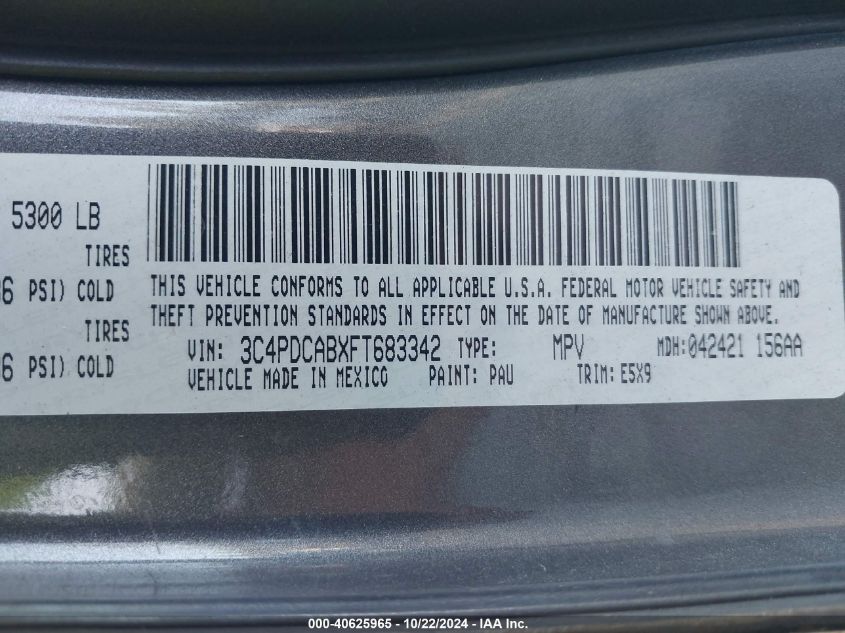 5300 LB
TIRES
36 PSI) COLD
TIRES
36 PSI) COLD
THIS VEHICLE CONFORMS TO ALL APPLICABLE U.S.A. FEDERAL MOTOR VEHICLE SAFETY AND
THEFT PREVENTION STANDARDS IN EFFECT ON THE DATE OF MANUFACTURE SHOWN ABOVE.
VIN: 3C4PDCABXFT683342 TYPE: MPV MDH:042421 156AA
VEHICLE MADE IN MEXICO PAINT: PAU TRIM: E5X9
000-40625965 - 10/22/2024 - IAA Inc.